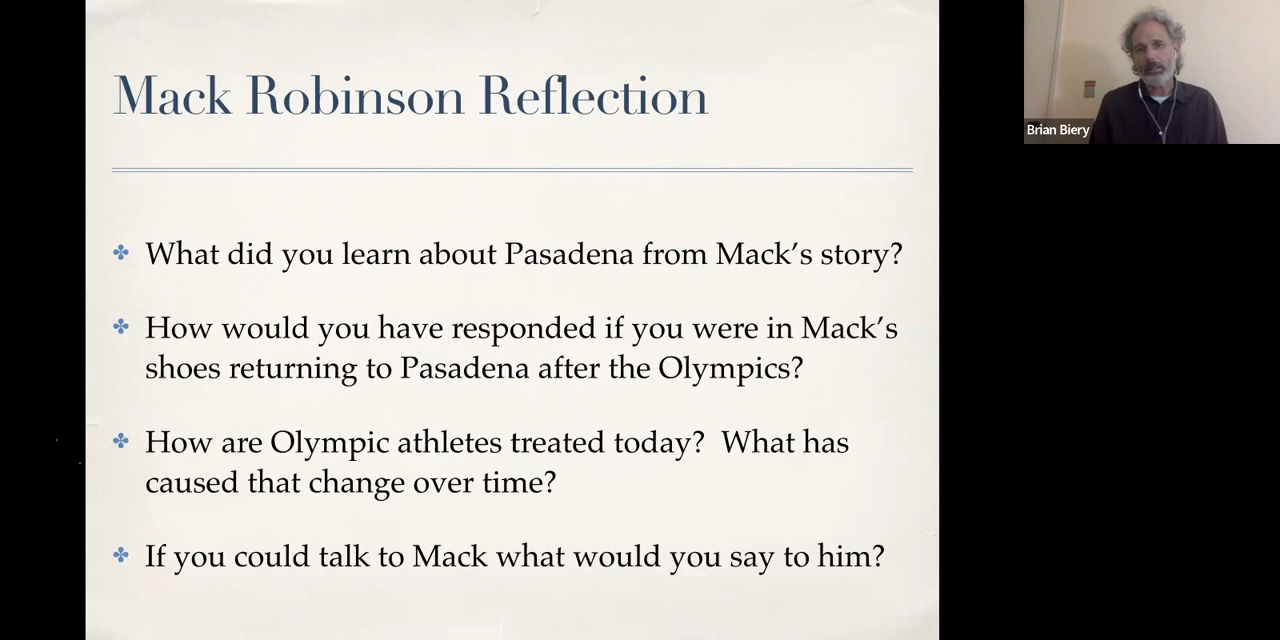 Mack Robinson Reflection
What did you learn about Pasadena from Mack’s story?
How would you have responded if you were in Mack’s
shoes returning to Pasadena after the Olympics?
How are Olympic athletes treated today?  What has
caused that change over time?
If you could talk to Mack what would you say to him?
Brian Biery